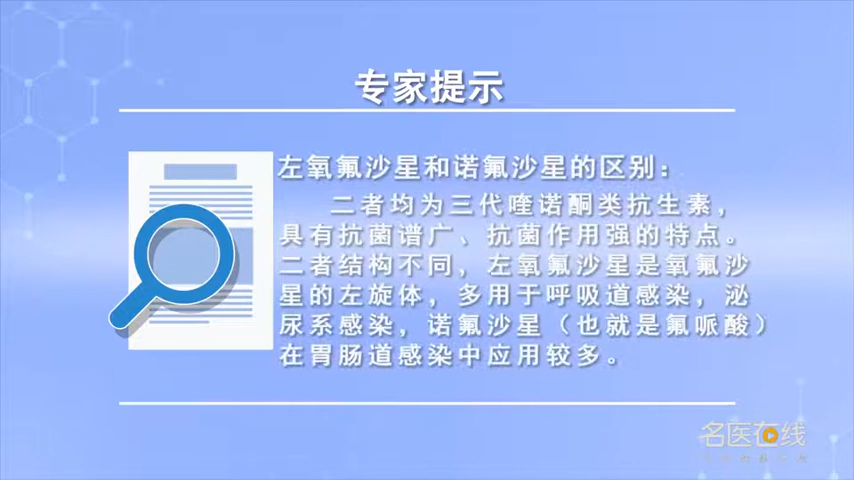 专家提示
左氧氟沙星和诺氟沙星的区别：
二者均为三代喹诺酮类抗生素，
具有抗菌谱广、抗菌作用强的特点。
二者结构不同，左氧氟沙星是氧氟沙
星的左旋体，多用于呼吸道感染，泌
尿系感染，诺氟沙星（也就是氟哌酸）
在胃肠道感染中应用较多。
名医在线